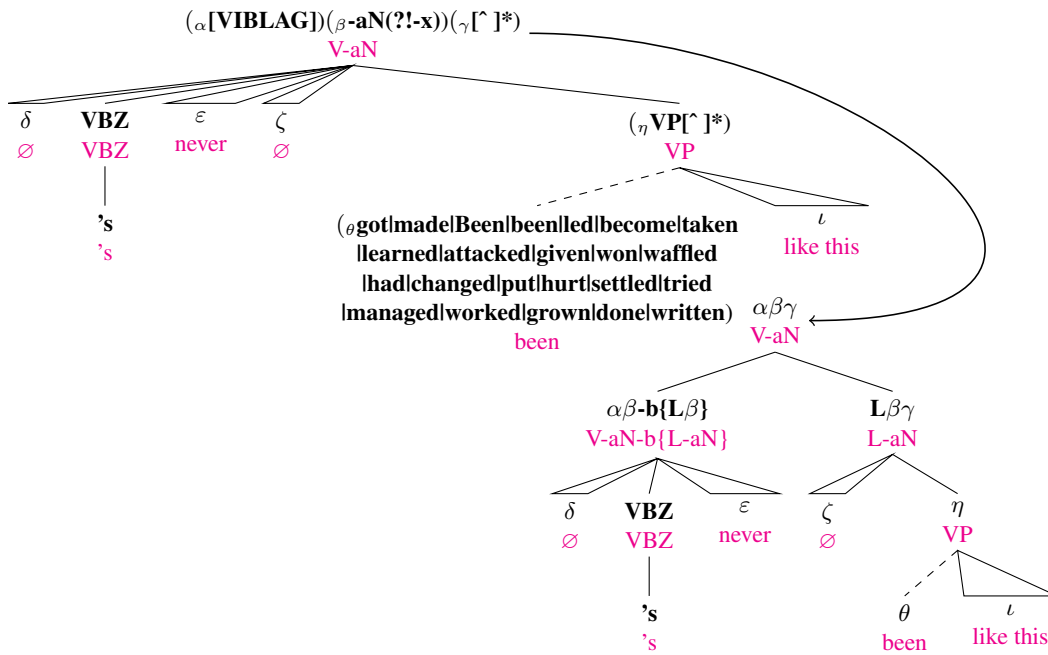 (α[VIBLAG])(β-aN(?!-x))(γ[^ ]*)
V-aN
δ VBZ ε ζ (ηVP[^ ]*)
∅ VBZ never ∅ VP
's
's
(θgot|made|Been|been|led|become|taken
|learned|attacked|given|won|waffled
|had|changed|put|hurt|settled|tried
|managed|worked|grown|done|written)
been
ι
like this
αβγ
V-aN
αβ-b{Lβ} Lβγ
V-aN-b{L-aN} L-aN
δ VBZ ε ζ η
∅ VBZ never ∅ VP
's θ ι
's been like this